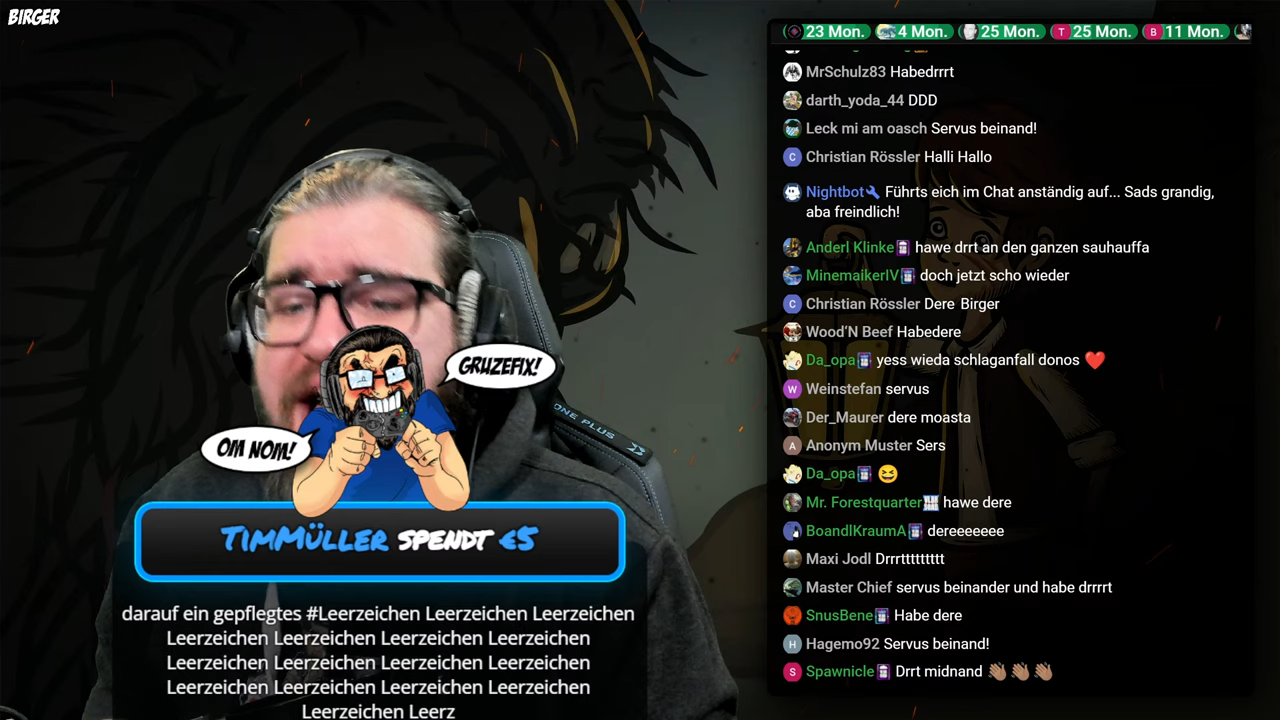 BIRGER
23 Mon.
4 Mon.
25 Mon.
T 25 Mon.
B 11 Mon.
MrSchulz83 Habedrrrt
darth_yoda_44 DDD
Leck mi am oasch Servus beinand!
C Christian Rössler Halli Hallo
Nightbot Führts eich im Chat anständig auf... Sads grandig,
aba freindlich!
Anderl Klinke hawe drrt an den ganzen sauhauffa
MinemaikerIV doch jetzt scho wieder
C Christian Rössler Dere Birger
Wood'N Beef Habedere
Da_opa yess wieda schlaganfall donos ❤️
W Weinstefan servus
Der_Maurer dere moasta
A Anonym Muster Sers
Da_opa 😆
Mr. Forestquarter hawe dere
BoandlKraumA dereeeeeee
Maxi Jodl Drrrtttttttttt
Master Chief servus beinander und habe drrrrt
SnusBene Habe dere
H Hagemo92 Servus beinand!
S Spawnicle Drrt midnand 👋🏽👋🏽👋🏽
GRUZEFIX!
OM NOM!
ONE PLUS
TIMMÜLLER SPENDT €5
darauf ein gepflegtes #Leerzeichen Leerzeichen Leerzeichen
Leerzeichen Leerzeichen Leerzeichen Leerzeichen
Leerzeichen Leerzeichen Leerzeichen Leerzeichen
Leerzeichen Leerzeichen Leerzeichen Leerzeichen
Leerzeichen Leerz